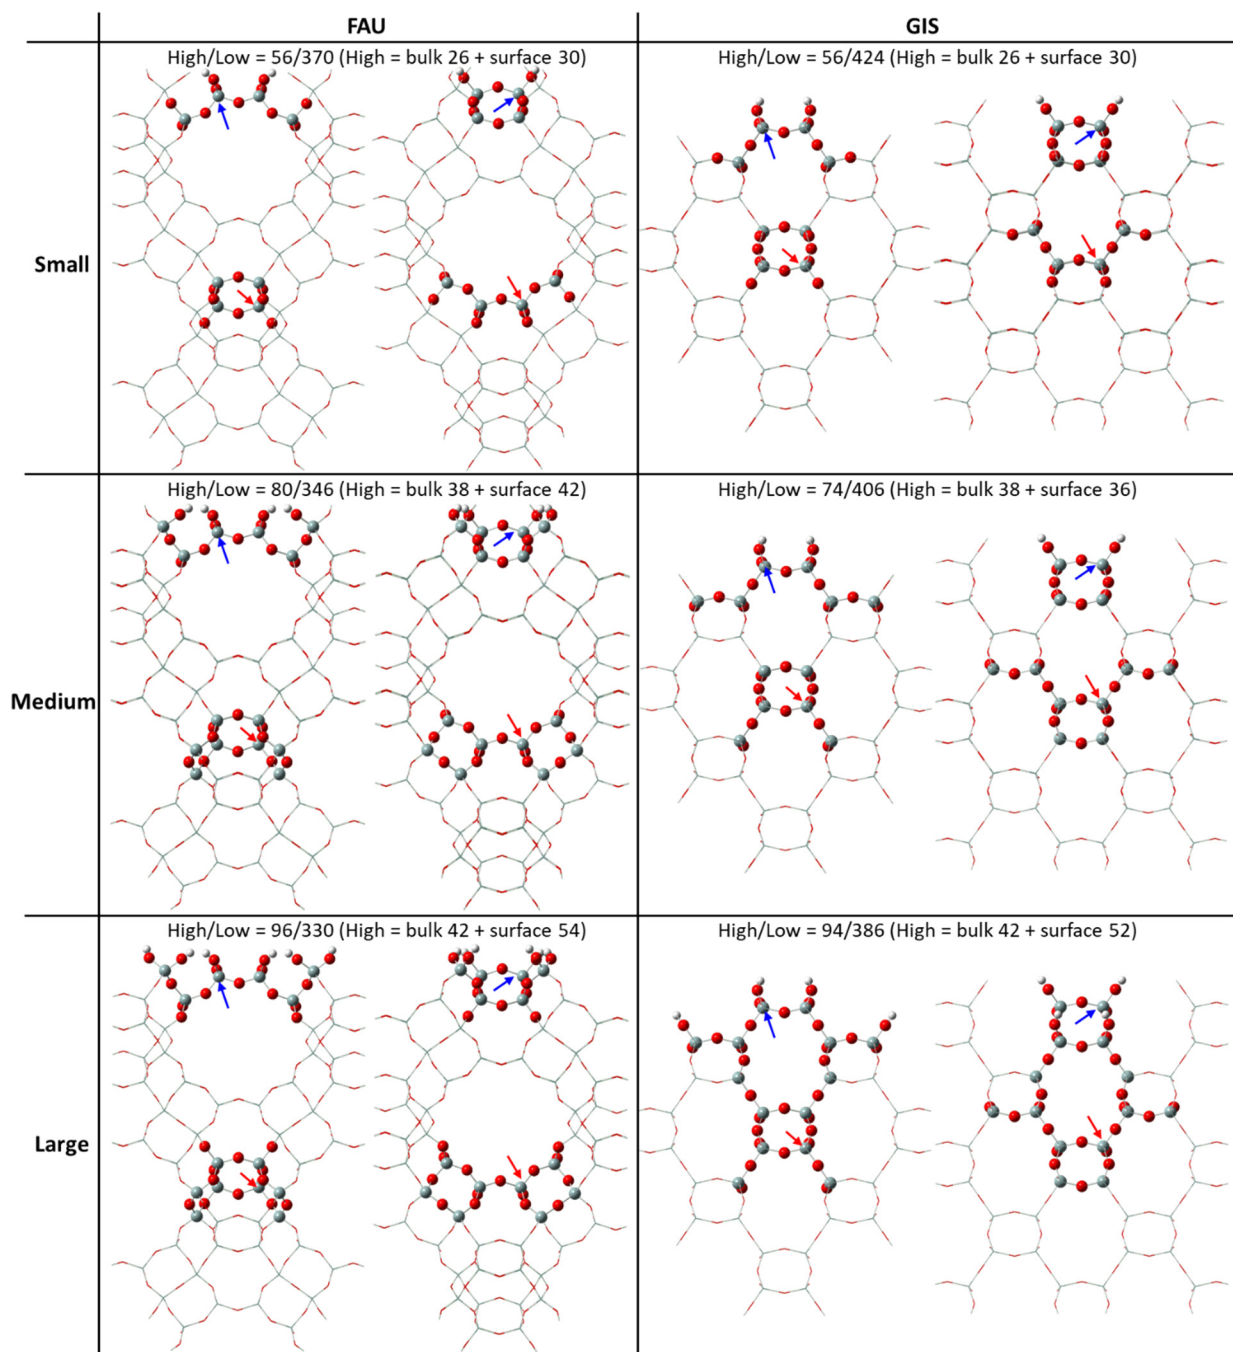 FAU
GIS
High/Low = 56/370 (High = bulk 26 + surface 30)
High/Low = 56/424 (High = bulk 26 + surface 30)
Small
High/Low = 80/346 (High = bulk 38 + surface 42)
High/Low = 74/406 (High = bulk 38 + surface 36)
Medium
High/Low = 96/330 (High = bulk 42 + surface 54)
High/Low = 94/386 (High = bulk 42 + surface 52)
Large